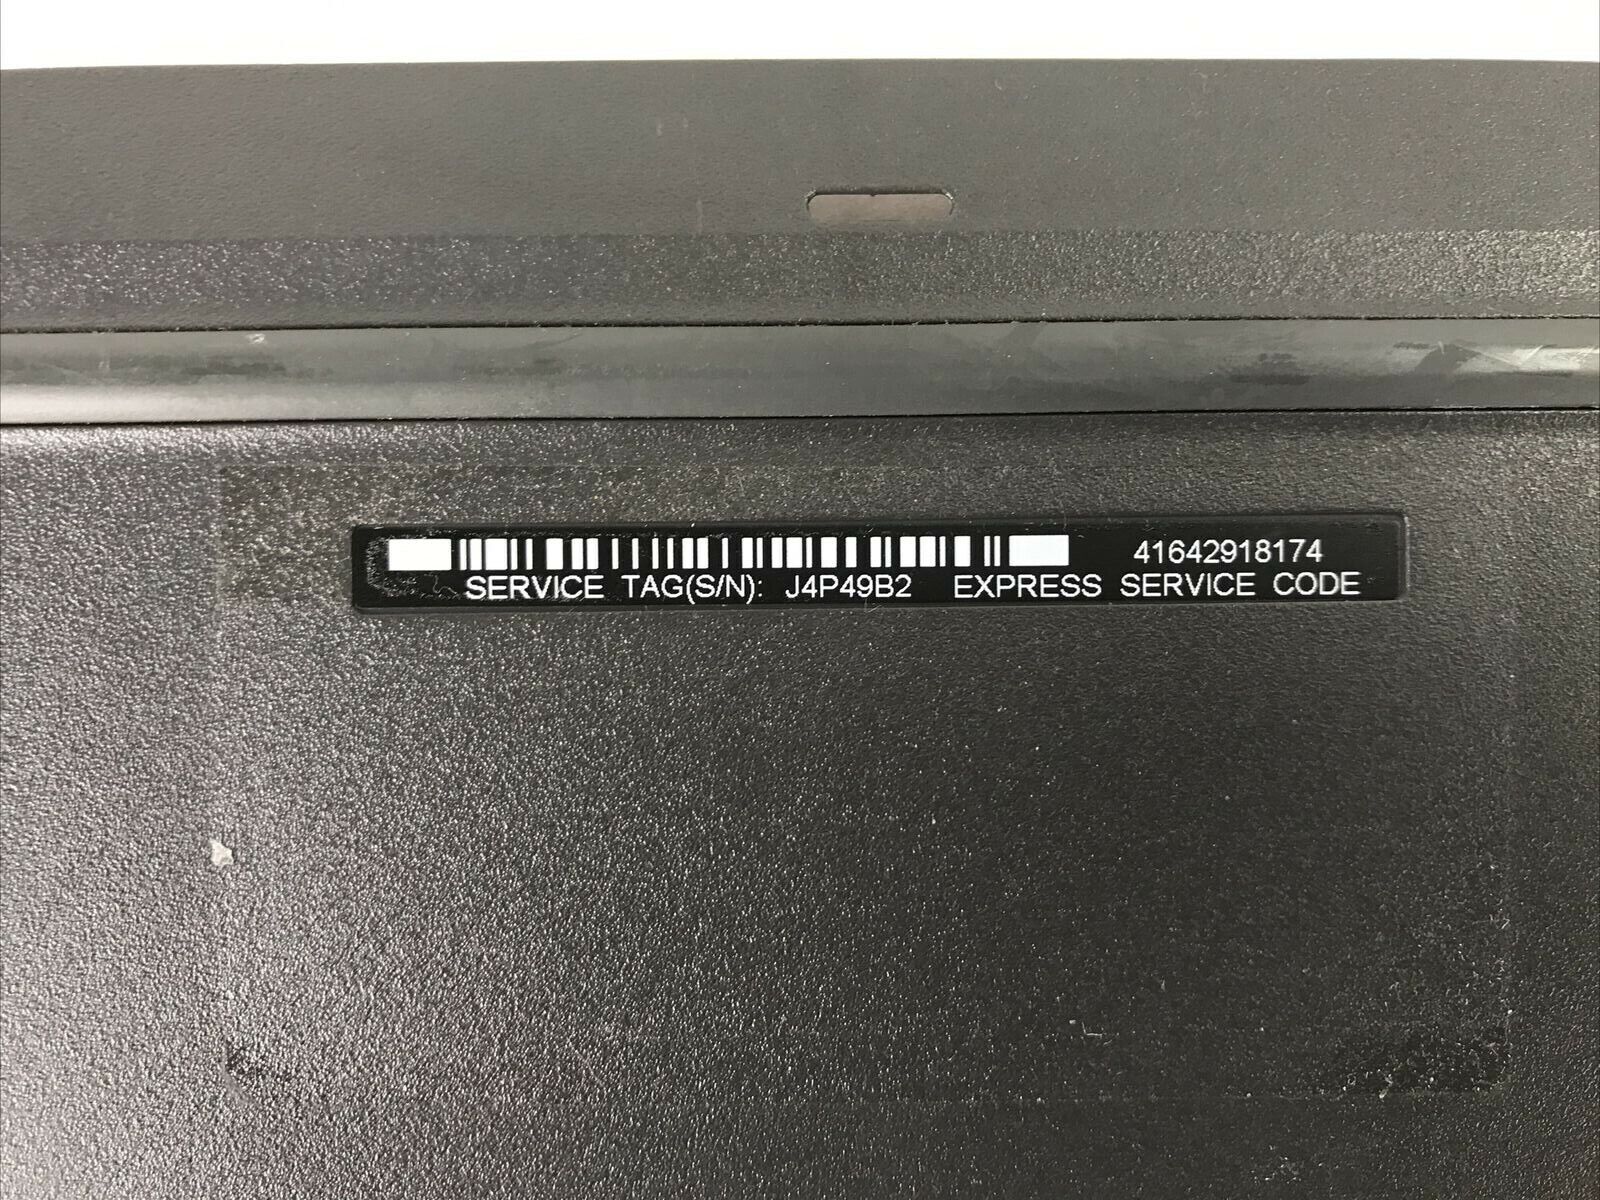 41642918174
SERVICE TAG(S/N): J4P49B2 EXPRESS SERVICE CODE